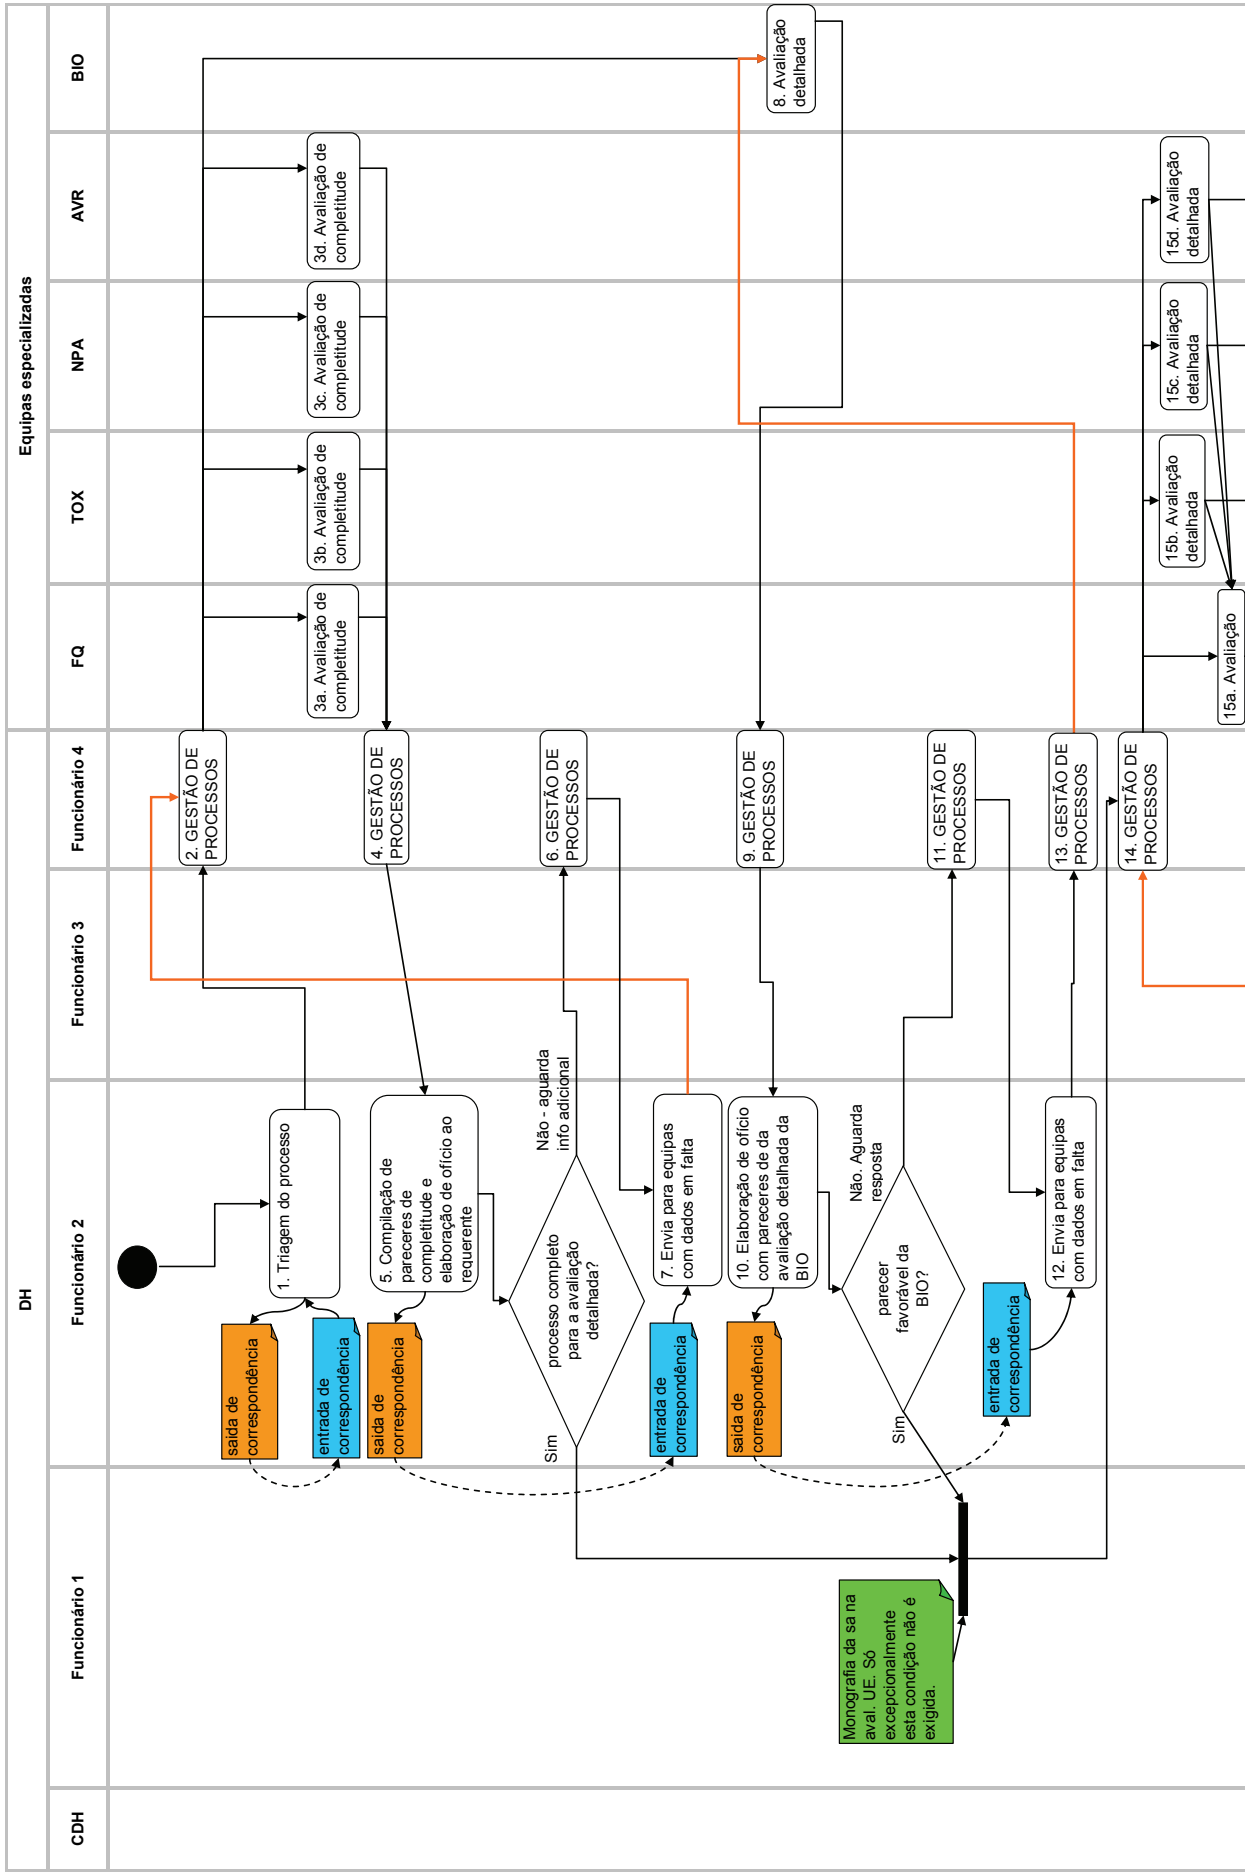 DH
Equipas especializadas
CDH
Funcionário 1
Funcionário 2
Funcionário 3
Funcionário 4
FQ
TOX
NPA
AVR
BIO
saida de
correspondência
entrada de
correspondência
1. Triagem do processo
2. GESTÃO DE
PROCESSOS
3a. Avaliação de
completitude
3b. Avaliação de
completitude
3c. Avaliação de
completitude
3d. Avaliação de
completitude
4. GESTÃO DE
PROCESSOS
saida de
correspondência
5. Compilação de
pareceres de
completitude e
elaboração de ofício ao
requerente
Sim
processo completo
para a avaliação
detalhada?
Não - aguarda
info adicional
6. GESTÃO DE
PROCESSOS
entrada de
correspondência
7. Envia para equipas
com dados em falta
8. Avaliação
detalhada
9. GESTÃO DE
PROCESSOS
saida de
correspondência
10. Elaboração de ofício
com pareceres de da
avaliação detalhada da
BIO
Monografia da sa na
aval. UE. Só
excepcionalmente
esta condição não é
exigida.
Sim
parecer
favorável da
BIO?
Não. Aguarda
resposta
11. GESTÃO DE
PROCESSOS
entrada de
correspondência
12. Envia para equipas
com dados em falta
13. GESTÃO DE
PROCESSOS
14. GESTÃO DE
PROCESSOS
15a. Avaliação
15b. Avaliação
detalhada
15c. Avaliação
detalhada
15d. Avaliação
detalhada